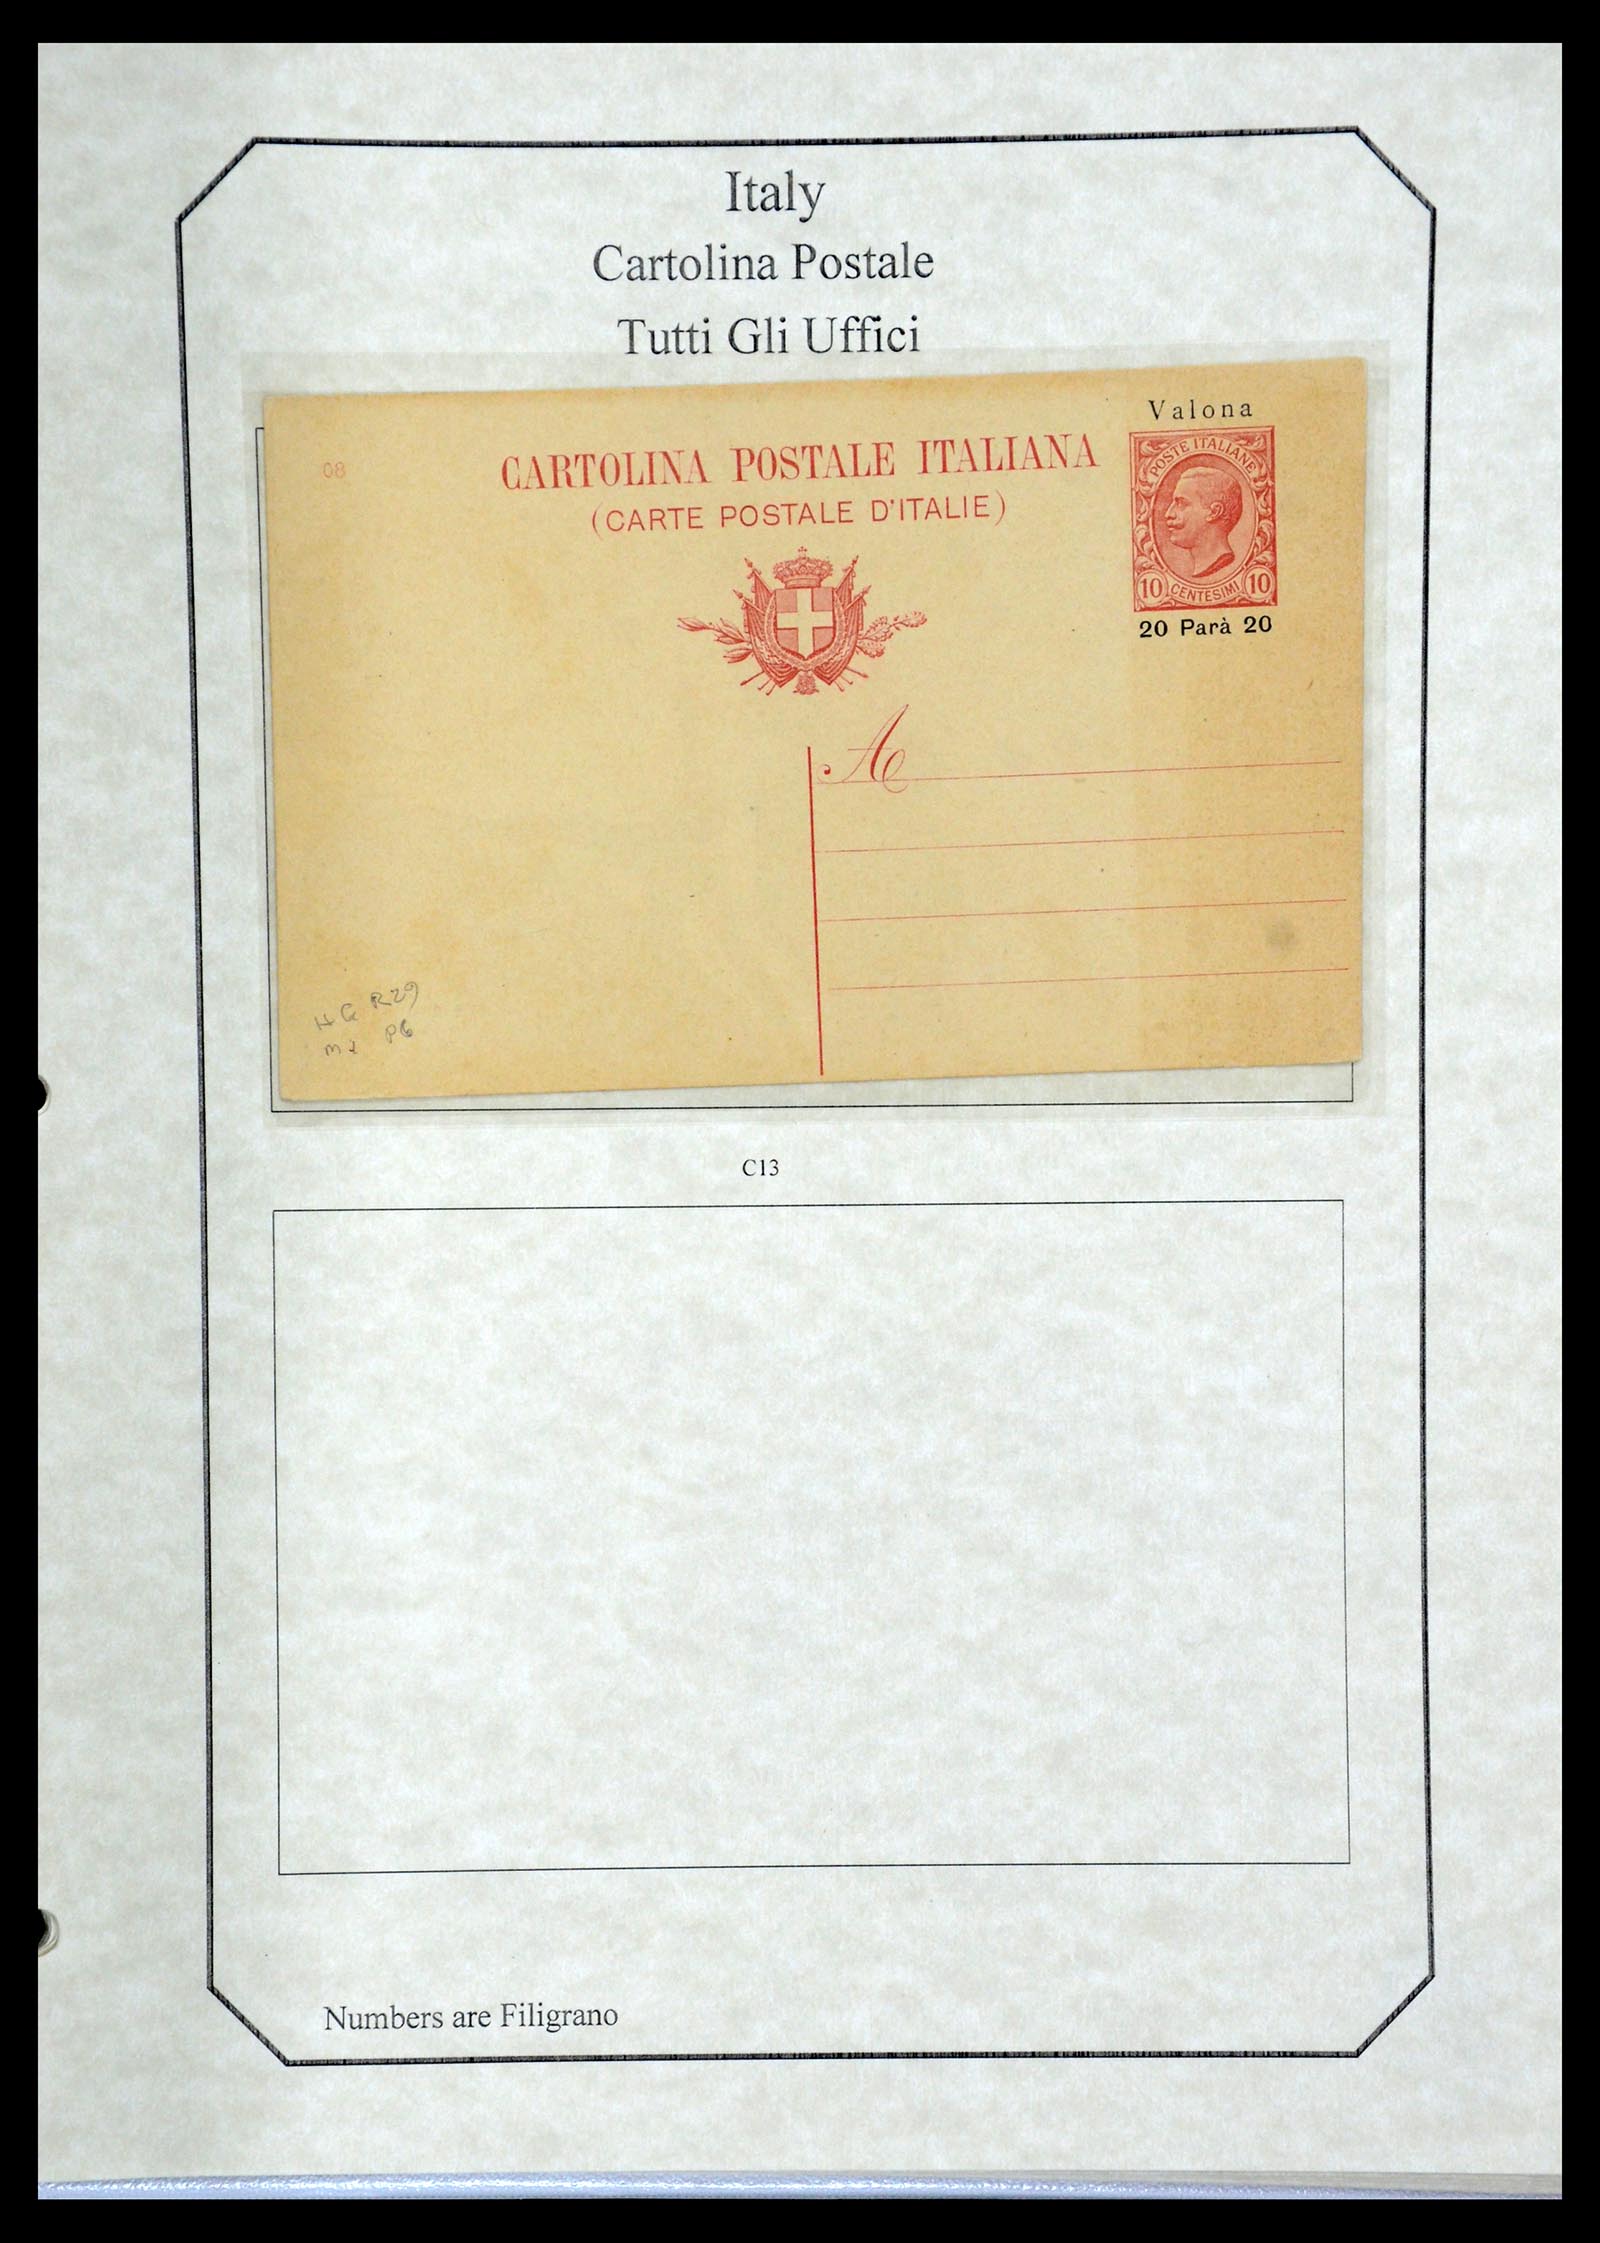 Italy
Cartolina Postale
Tutti Gli Uffici
Valona
08
CARTOLINA POSTALE ITALIANA
(CARTE POSTALE D'ITALIE)
POSTE ITALIANE
10 CENTESIMI 10
20 Parà 20
A
HG R29
P6
C13
Numbers are Filigrano